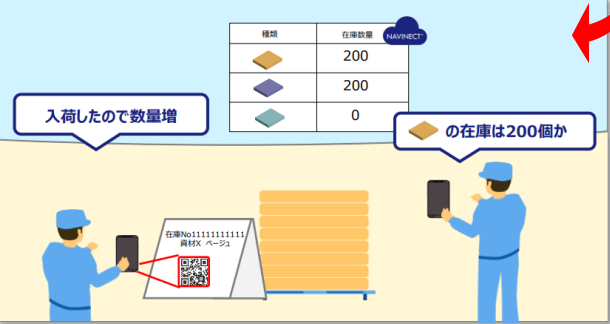 種類 在庫数量
NAVINECT
200
200
0
入荷したので数量増
の在庫は200個か
在庫No11111111111
資材X ベージュ